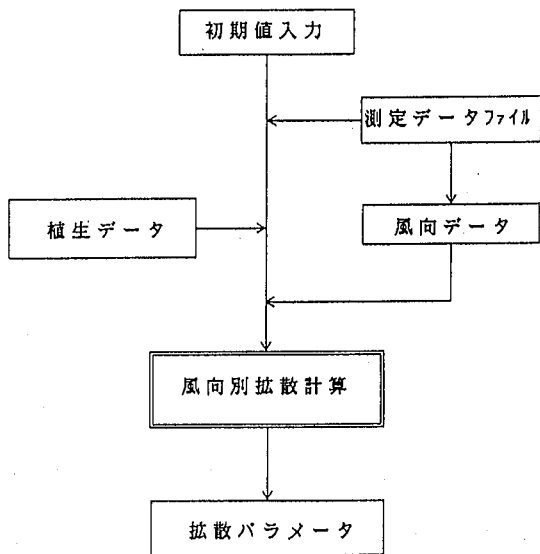 初期値入力
測定データファイル
植生データ
風向データ
風向別拡散計算
拡散パラメータ